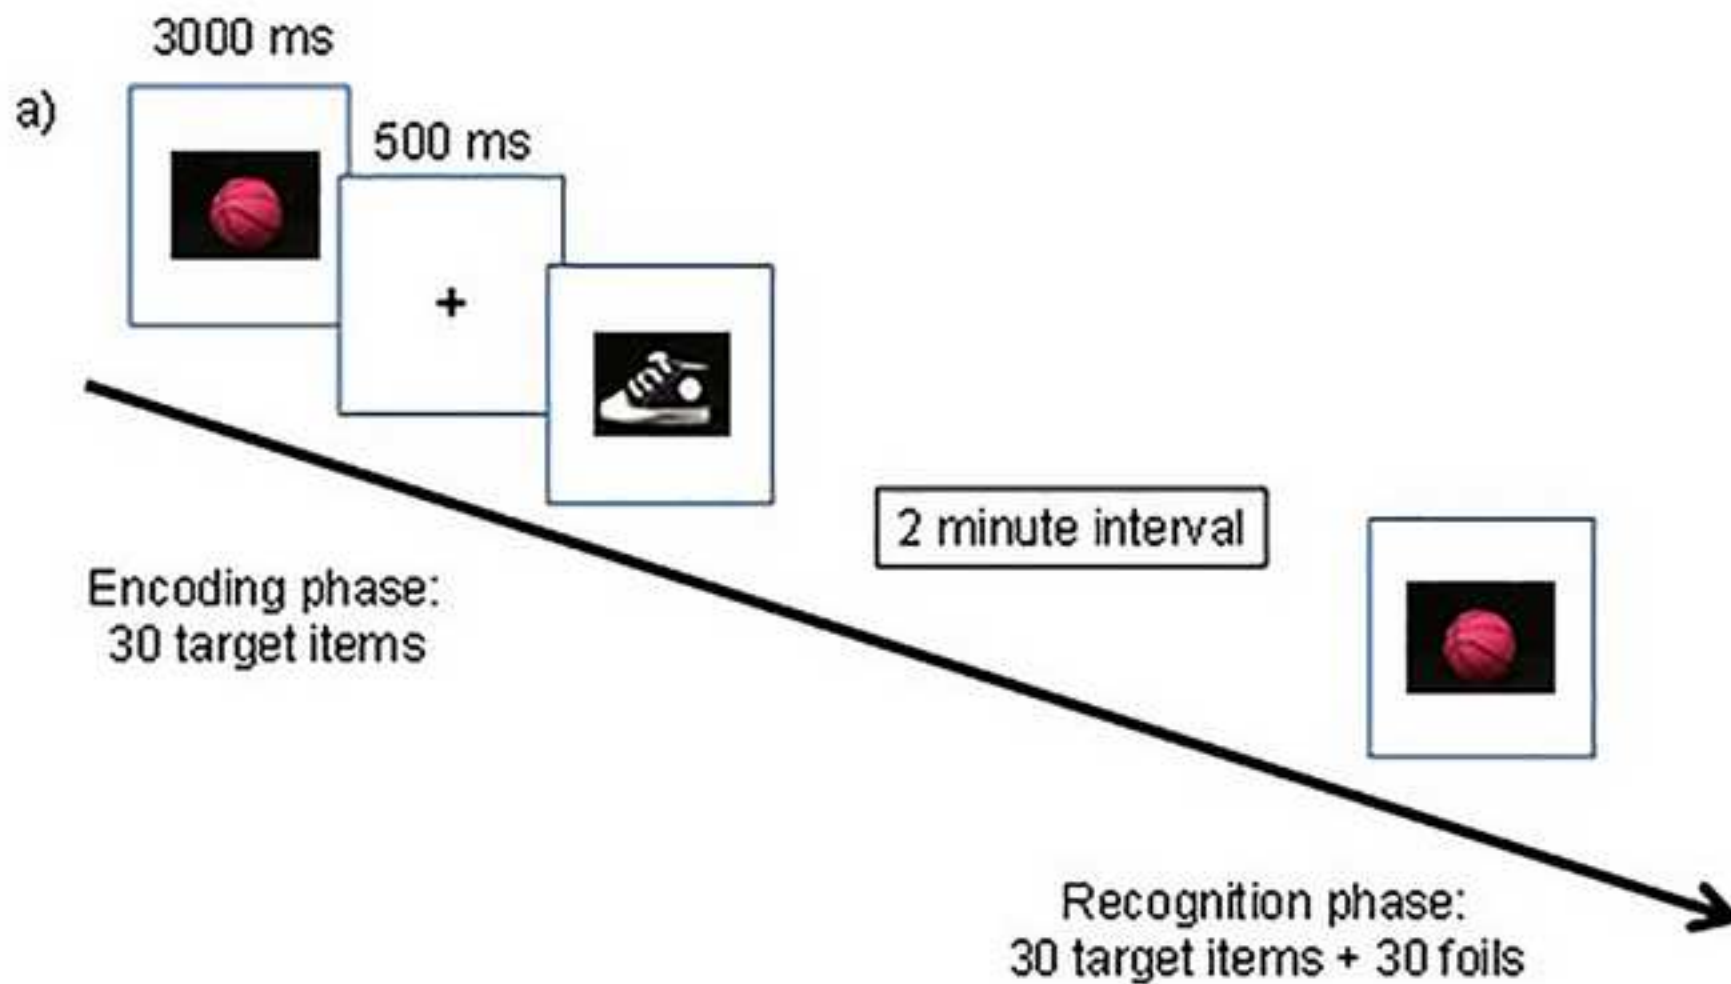 3000 ms
a)
500 ms
+
2 minute interval
Encoding phase:
30 target items
Recognition phase:
30 target items + 30 foils